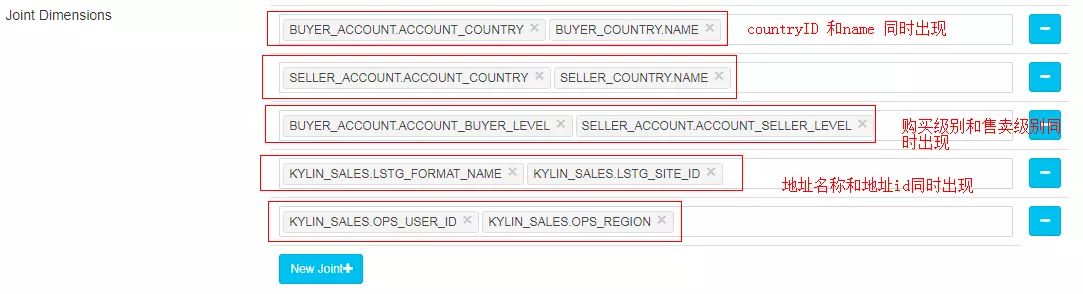 Joint Dimensions
BUYER_ACCOUNT.ACCOUNT_COUNTRY × BUYER_COUNTRY.NAME ×
countryID 和name 同时出现
SELLER_ACCOUNT.ACCOUNT_COUNTRY × SELLER_COUNTRY.NAME ×
BUYER_ACCOUNT.ACCOUNT_BUYER_LEVEL × SELLER_ACCOUNT.ACCOUNT_SELLER_LEVEL ×
购买级别和售卖级别同
时出现
KYLIN_SALES.LSTG_FORMAT_NAME × KYLIN_SALES.LSTG_SITE_ID ×
地址名称和地址id同时出现
KYLIN_SALES.OPS_USER_ID × KYLIN_SALES.OPS_REGION ×
New Joint+